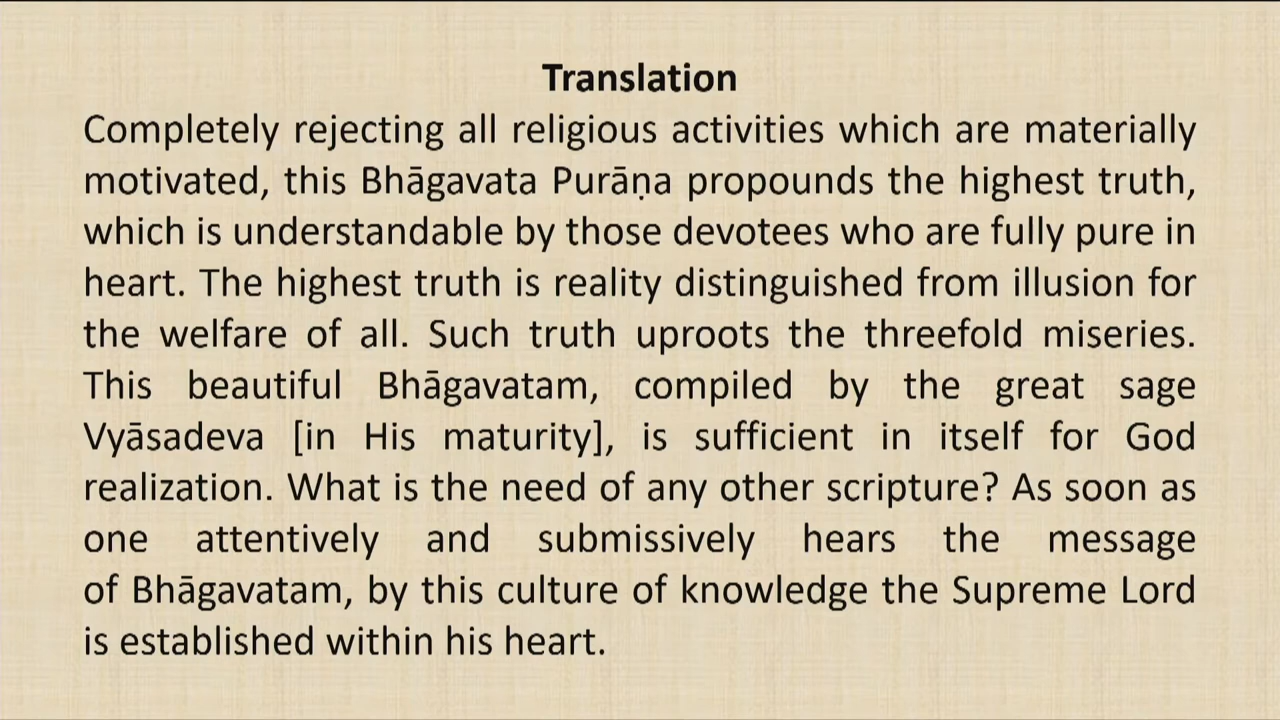 Translation
Completely rejecting all religious activities which are materially
motivated, this Bhāgavata Purāṇa propounds the highest truth,
which is understandable by those devotees who are fully pure in
heart. The highest truth is reality distinguished from illusion for
the welfare of all. Such truth uproots the threefold miseries.
This beautiful Bhāgavatam, compiled by the great sage
Vyāsadeva [in His maturity], is sufficient in itself for God
realization. What is the need of any other scripture? As soon as
one attentively and submissively hears the message
of Bhāgavatam, by this culture of knowledge the Supreme Lord
is established within his heart.